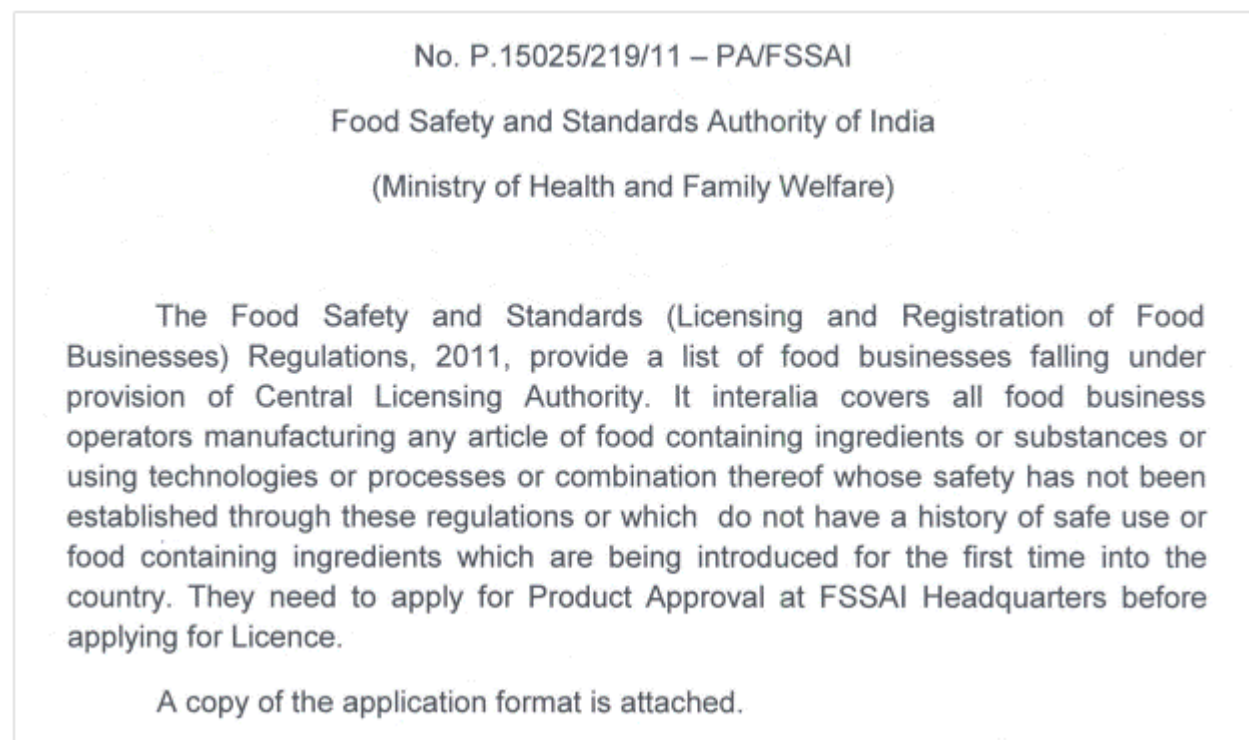 No. P.15025/219/11 – PA/FSSAI
Food Safety and Standards Authority of India
(Ministry of Health and Family Welfare)
The Food Safety and Standards (Licensing and Registration of Food
Businesses) Regulations, 2011, provide a list of food businesses falling under
provision of Central Licensing Authority. It interalia covers all food business
operators manufacturing any article of food containing ingredients or substances or
using technologies or processes or combination thereof whose safety has not been
established through these regulations or which do not have a history of safe use or
food containing ingredients which are being introduced for the first time into the
country. They need to apply for Product Approval at FSSAI Headquarters before
applying for Licence.
A copy of the application format is attached.